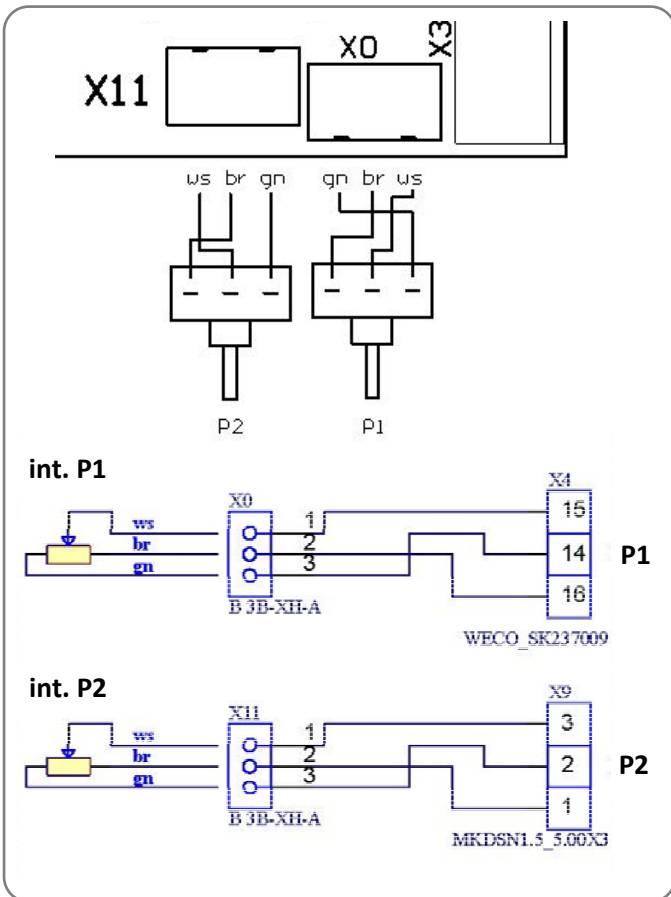 X11 X0 X3
ws br gn gn br ws
P2 P1
int. P1
X0 X4
ws 1 15
br 2 14 P1
gn 3 16
B 3B-XH-A
WECO_SK237009
int. P2
X11 X9
ws 1 3
br 2 2 P2
gn 3 1
B 3B-XH-A
MKDSN1.5_5.00X3